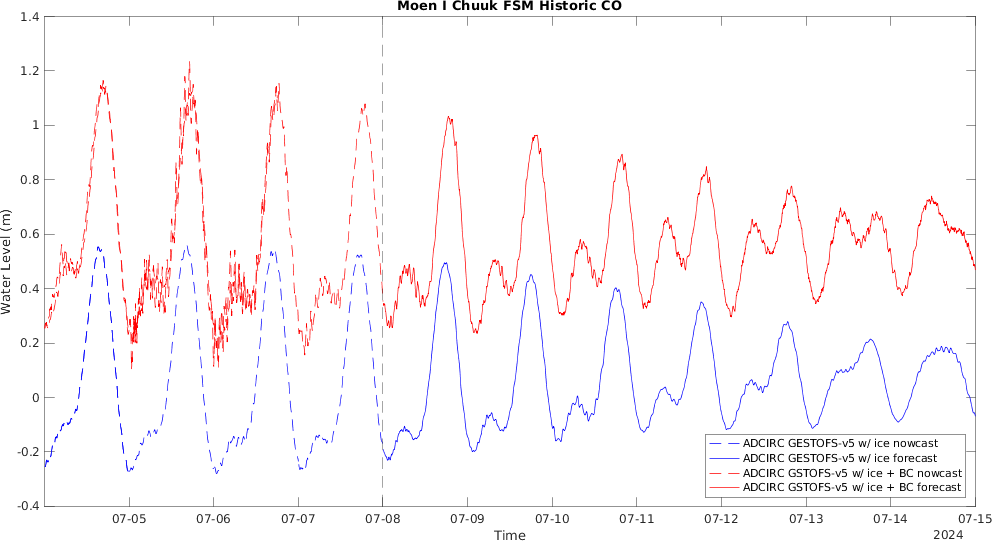 Moen I Chuuk FSM Historic CO
1.4
1.2
1
0.8
0.6
0.4
0.2
0
-0.2
-0.4
Water Level (m)
ADCIRC GESTOFS-v5 w/ ice nowcast
ADCIRC GESTOFS-v5 w/ ice forecast
ADCIRC GSTOFS-v5 w/ ice + BC nowcast
ADCIRC GSTOFS-v5 w/ ice + BC forecast
07-05 07-06 07-07 07-08 07-09 07-10 07-11 07-12 07-13 07-14 07-15
Time
2024